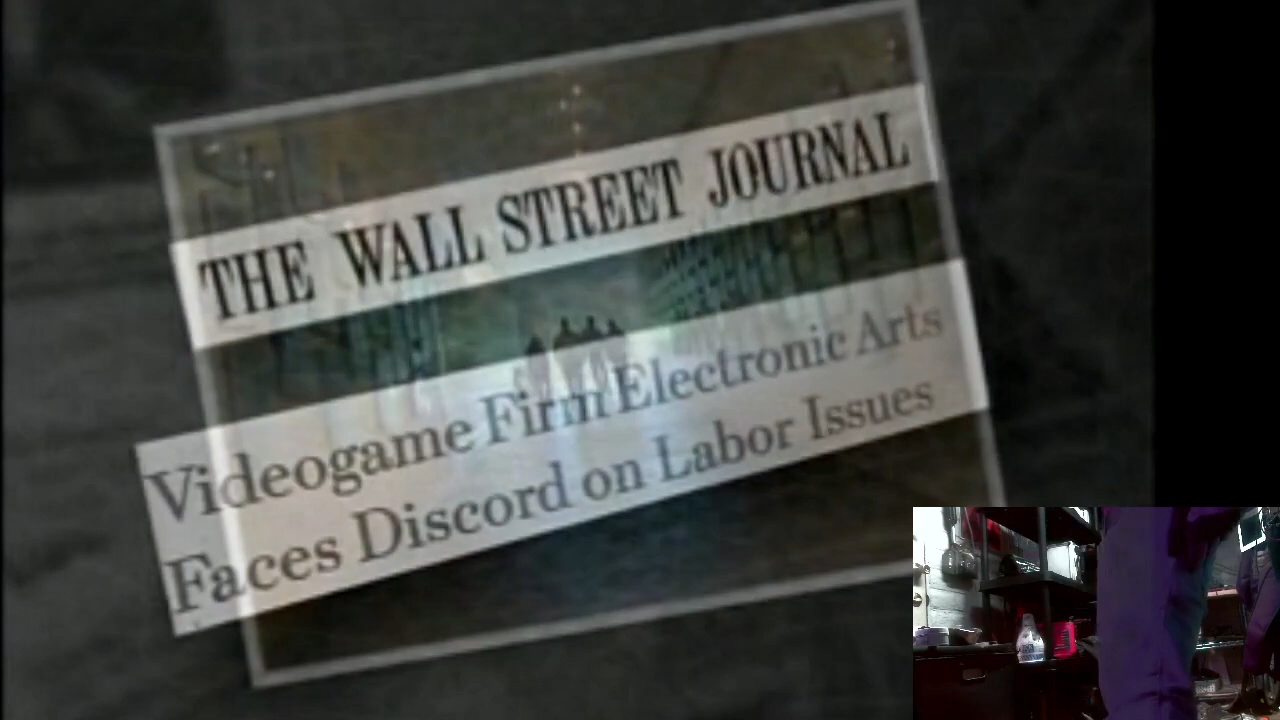 THE WALL STREET JOURNAL
Videogame Firm Electronic Arts
Faces Discord on Labor Issues